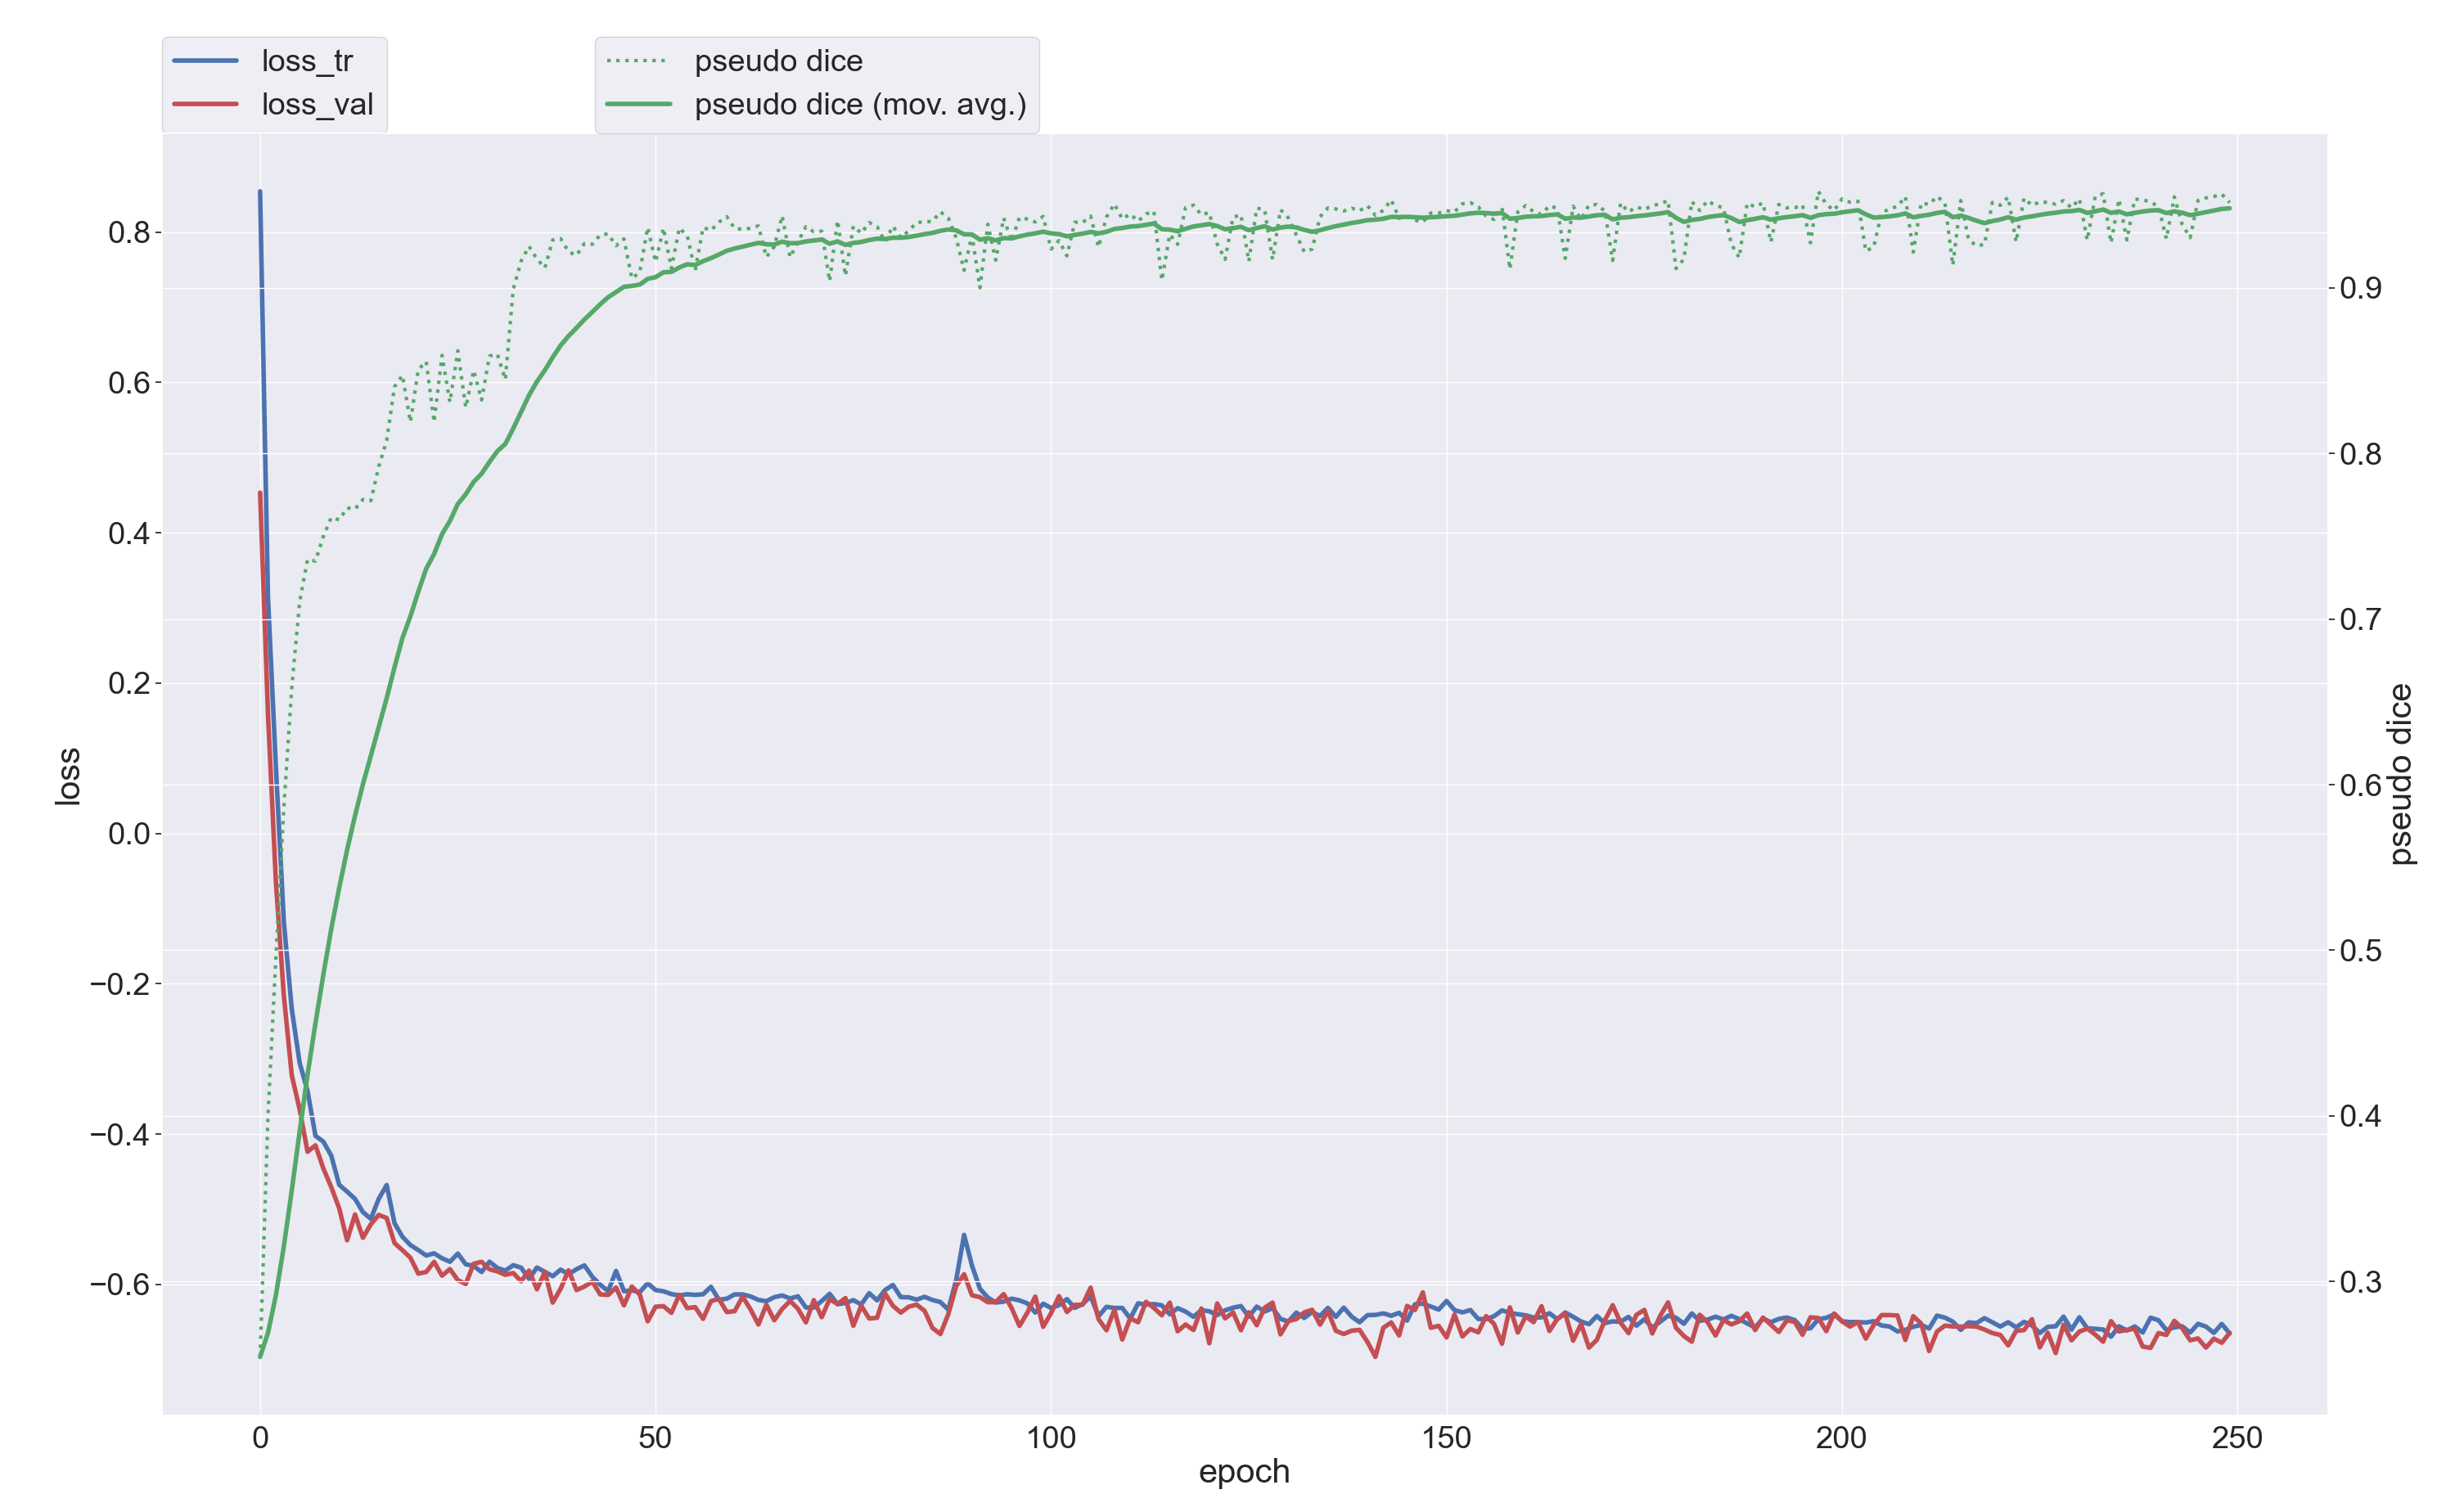 loss_tr
loss_val
pseudo dice
pseudo dice (mov. avg.)
0.8
0.6
0.4
0.2
0.0
−0.2
−0.4
−0.6
loss
0.9
0.8
0.7
0.6
0.5
0.4
0.3
pseudo dice
0 50 100 150 200 250
epoch